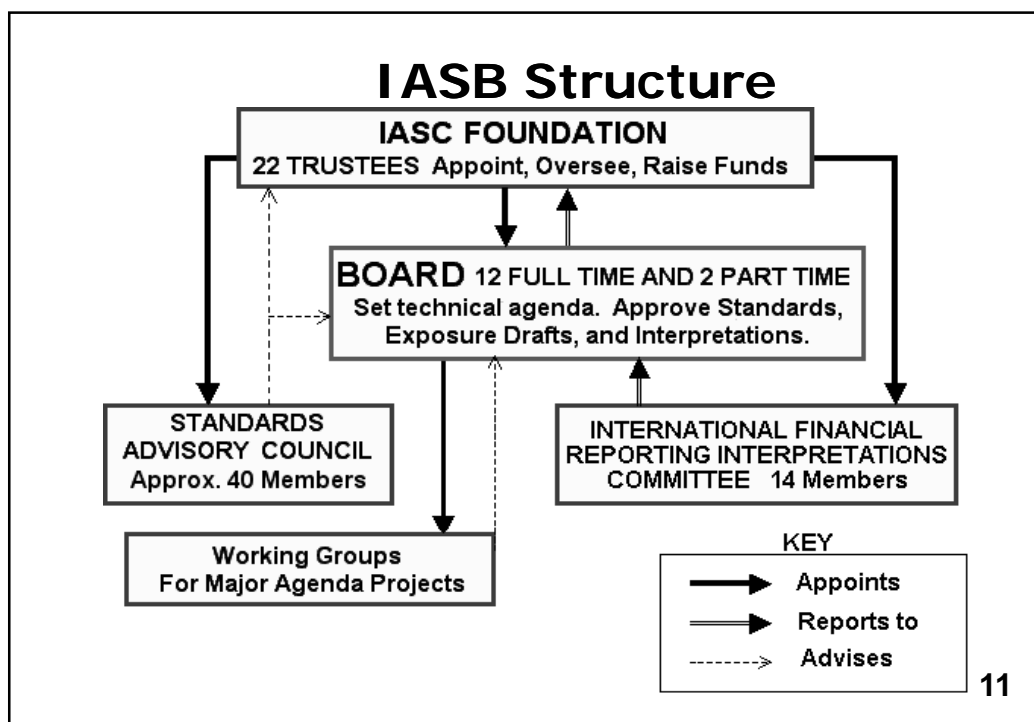 IASB Structure
IASC FOUNDATION
22 TRUSTEES Appoint, Oversee, Raise Funds
BOARD 12 FULL TIME AND 2 PART TIME
Set technical agenda. Approve Standards,
Exposure Drafts, and Interpretations.
STANDARDS
ADVISORY COUNCIL
Approx. 40 Members
INTERNATIONAL FINANCIAL
REPORTING INTERPRETATIONS
COMMITTEE 14 Members
Working Groups
For Major Agenda Projects
KEY
Appoints
Reports to
Advises
11